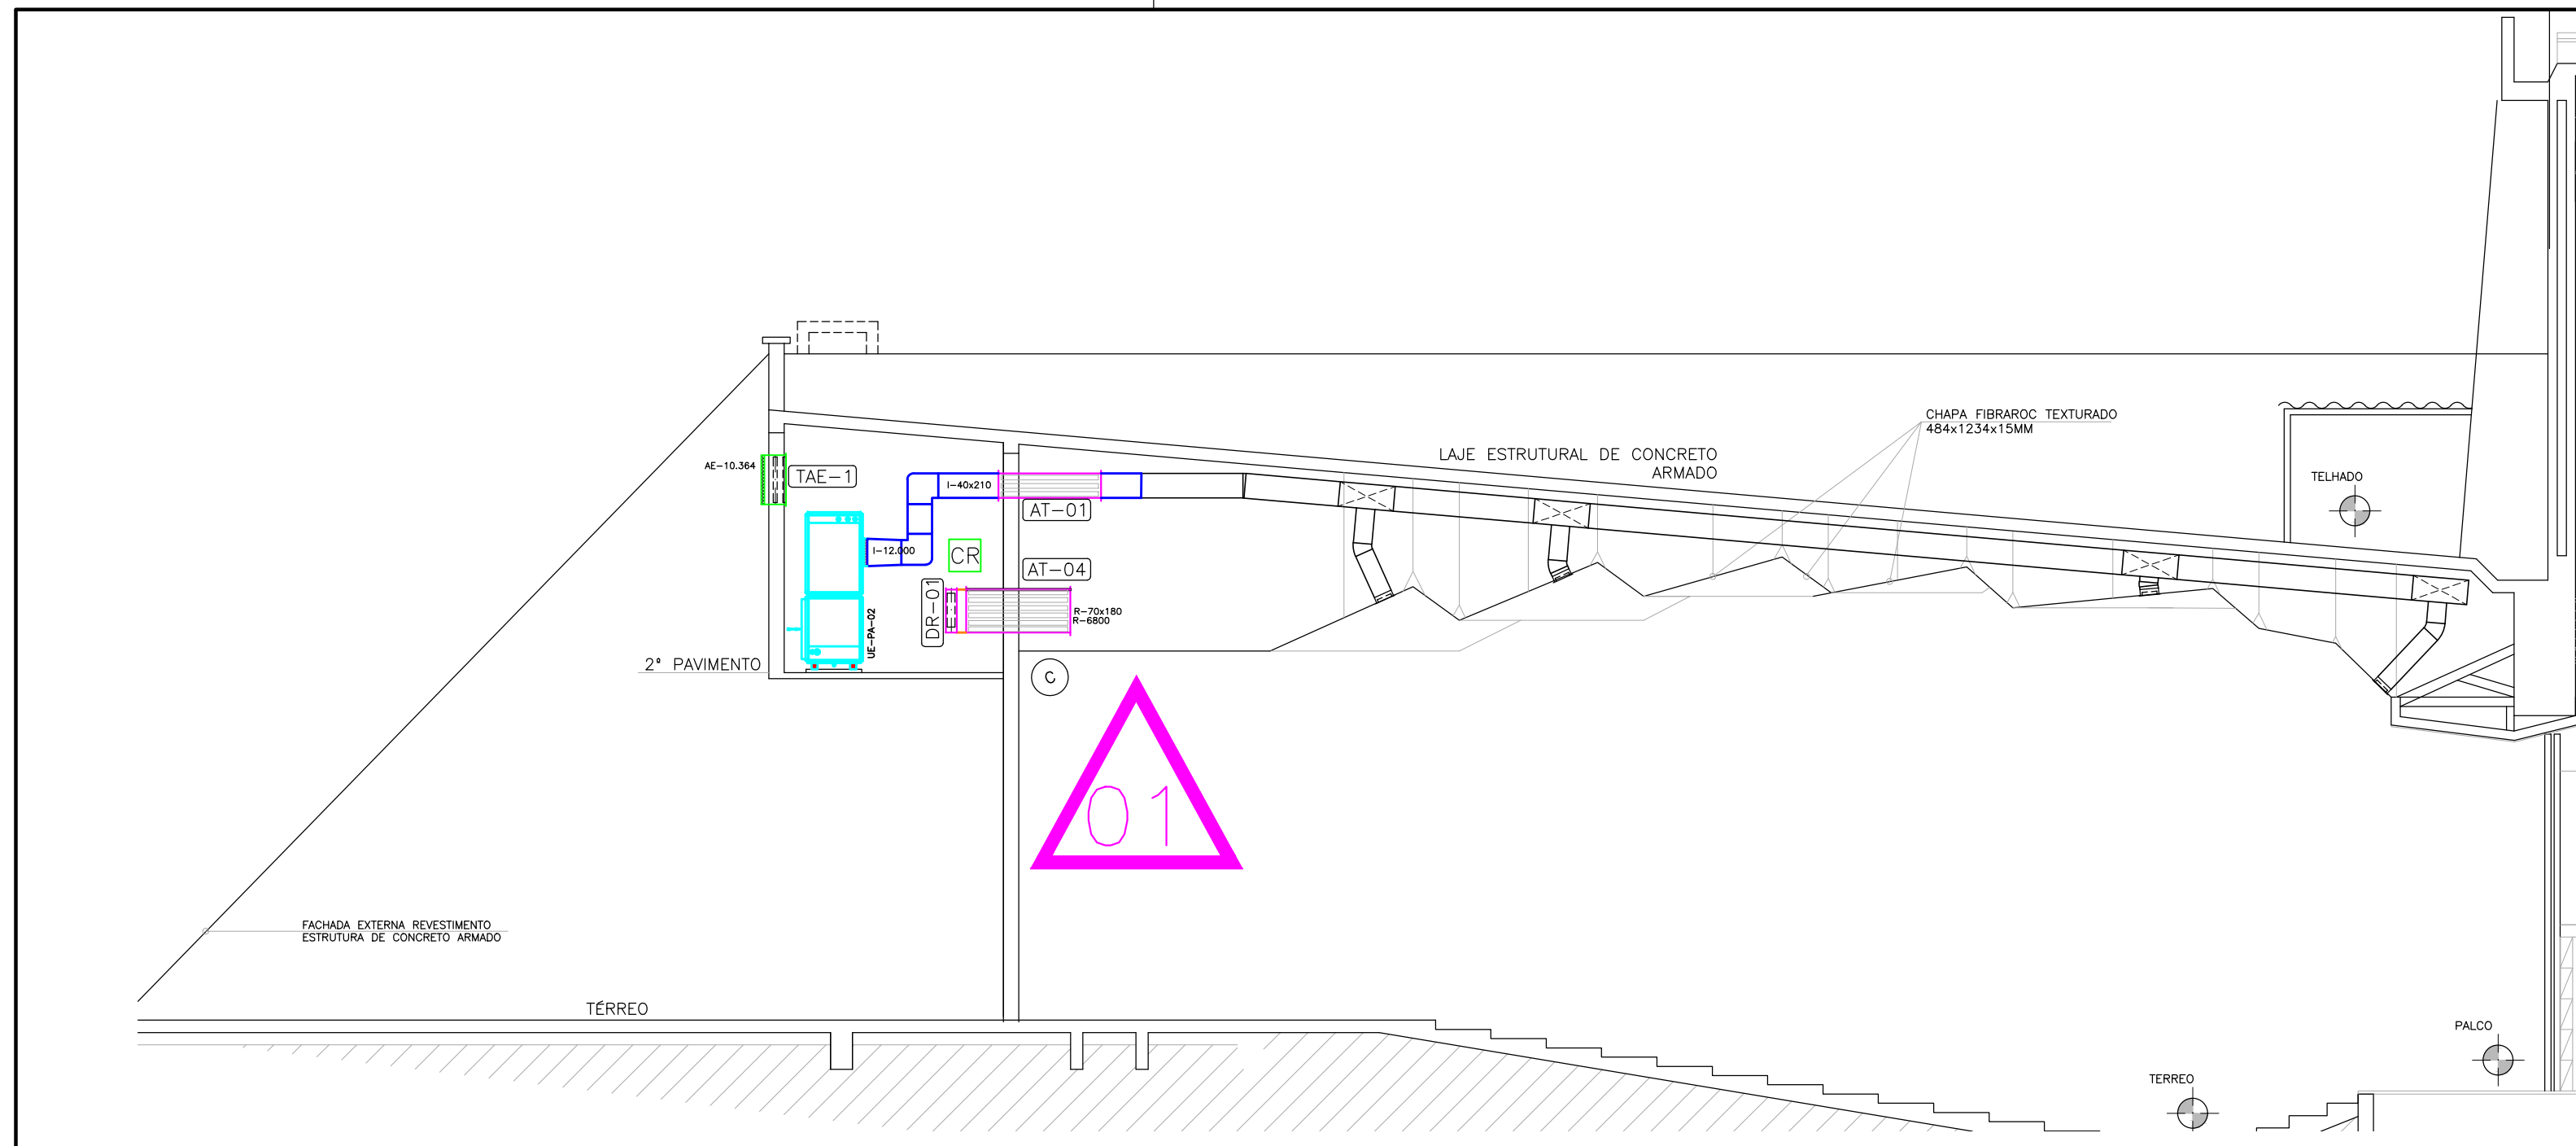 CHAPA FIBRAROC TEXTURADO
484x1234x15MM
LAJE ESTRUTURAL DE CONCRETO
ARMADO
AE-10.364
TAE-1
TELHADO
I-40x210
AT-01
I-12.000
CR
AT-04
DR-01
R-70x180
R-6800
UE-PA-02
2° PAVIMENTO
C
01
FACHADA EXTERNA REVESTIMENTO
ESTRUTURA DE CONCRETO ARMADO
TÉRREO
PALCO
TERREO